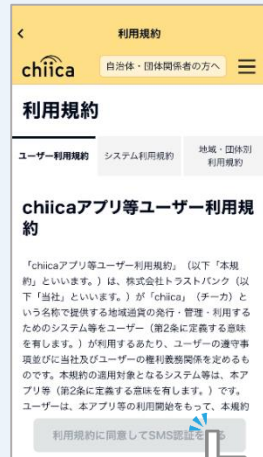 利用規約
chiica
自治体・団体関係者の方へ
利用規約
ユーザー利用規約
システム利用規約
地域・団体別
利用規約
chiicaアプリ等ユーザー利用規
約
「chiicaアプリ等ユーザー利用規約」（以下「本規
約」といいます。）は、株式会社トラストバンク（以
下「当社」といいます。）が「chiica」（チーカ）と
いう名称で提供する地域通貨の発行・管理・利用する
ためのシステム等をユーザー（第2条に定義する意味
を有します。）が利用するあたり、ユーザーの遵守事
項並びに当社及びユーザーの権利義務関係を定めるも
のです。本規約の適用対象となるシステム等は、本ア
プリ等（第2条に定義する意味を有します。）です。
ユーザーは、本アプリ等の利用開始をもって、本規約
利用規約に同意してSMS認証を る